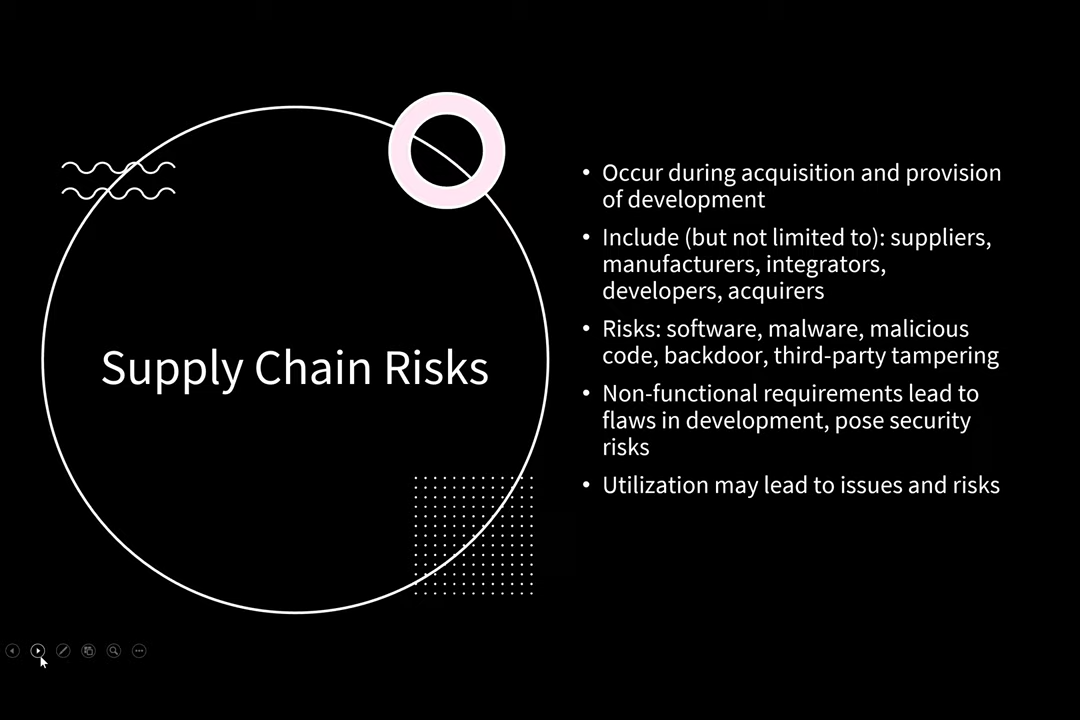 Supply Chain Risks
• Occur during acquisition and provision
of development
• Include (but not limited to): suppliers,
manufacturers, integrators,
developers, acquirers
• Risks: software, malware, malicious
code, backdoor, third-party tampering
• Non-functional requirements lead to
flaws in development, pose security
risks
• Utilization may lead to issues and risks